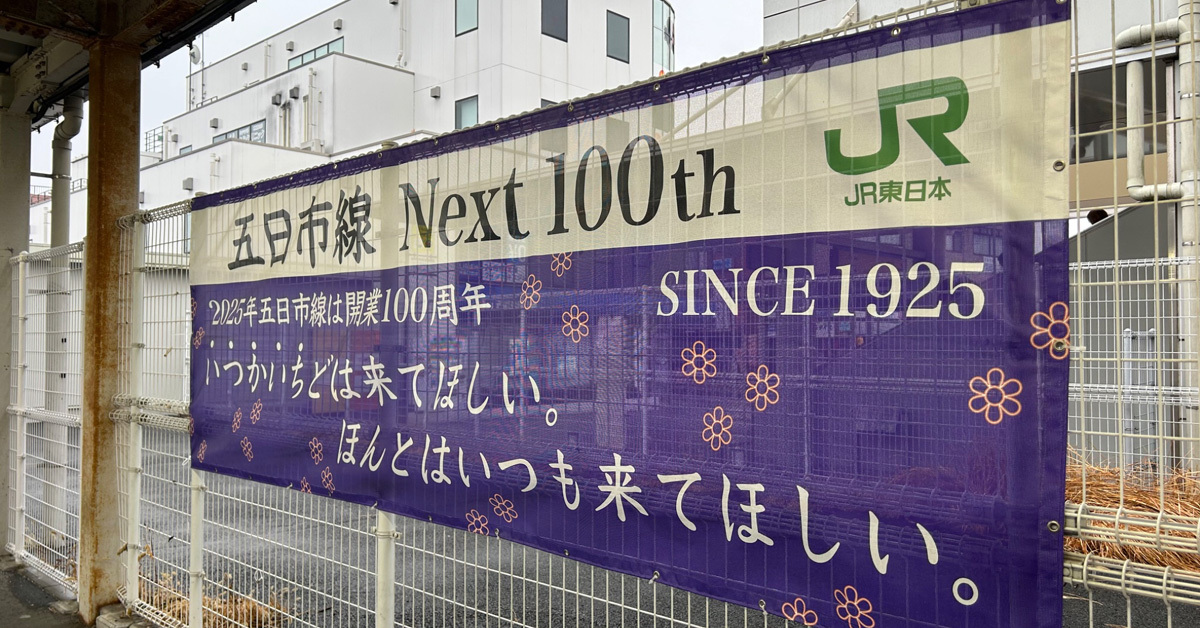 五日市線 Next 100th
JR
JR東日本
SINCE 1925
2025年五日市線は開業100周年
いつかいちどは来てほしい。
ほんとはいつも来てほしい。